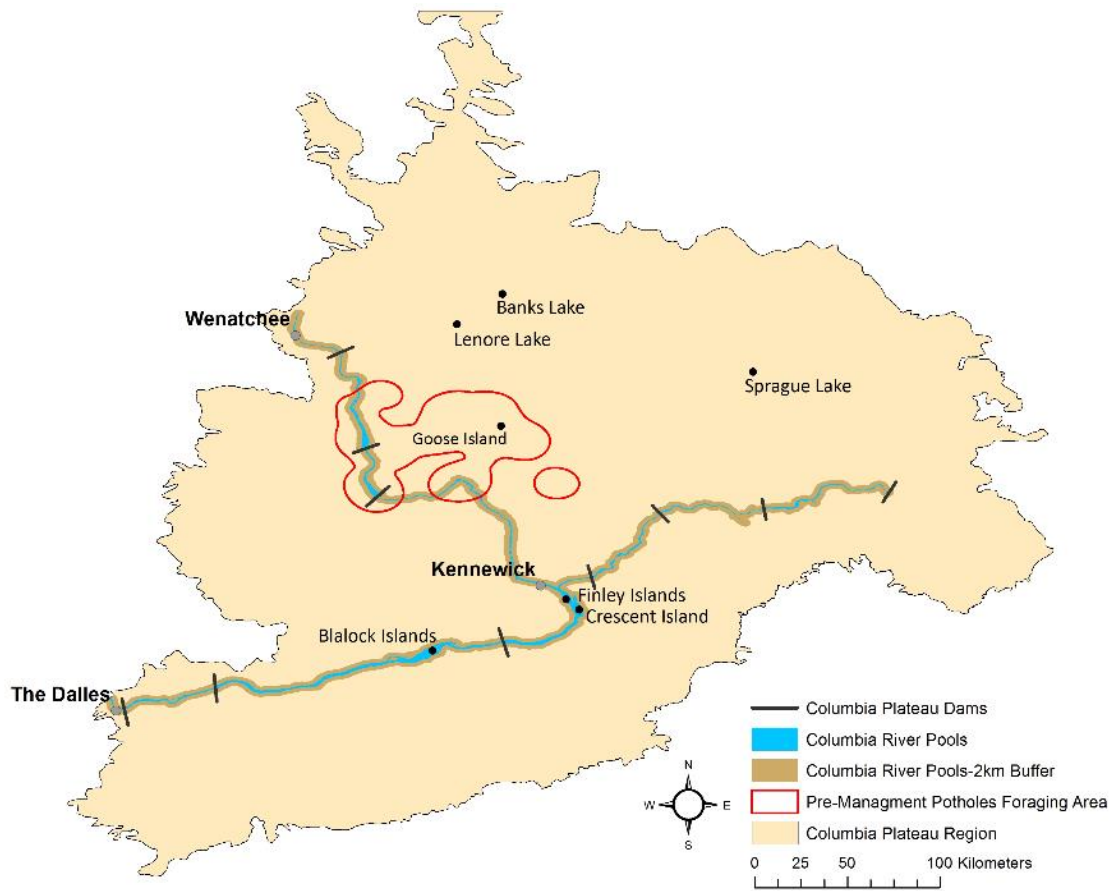 Banks Lake
Wenatchee
Lenore Lake
Sprague Lake
Goose Island
Kennewick
Finley Islands
Crescent Island
Blalock Islands
The Dalles
Columbia Plateau Dams
Columbia River Pools
Columbia River Pools-2km Buffer
Pre-Managment Potholes Foraging Area
Columbia Plateau Region
N
W E
S
0 25 50 100 Kilometers